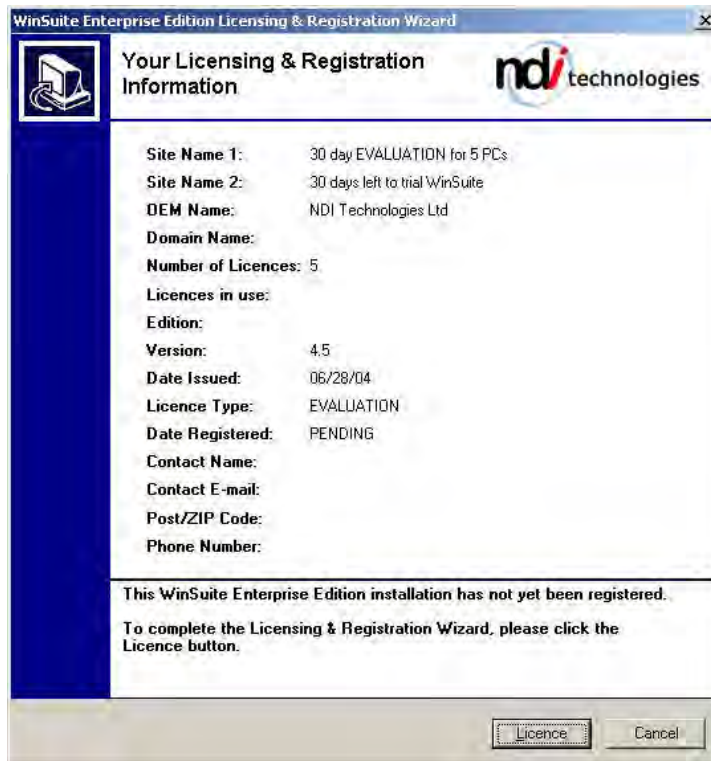 WinSuite Enterprise Edition Licensing & Registration Wizard
Your Licensing & Registration
Information
ndi technologies
Site Name 1: 30 day EVALUATION for 5 PCs
Site Name 2: 30 days left to trial WinSuite
OEM Name: NDI Technologies Ltd
Domain Name:
Number of Licences: 5
Licences in use:
Edition:
Version: 4.5
Date Issued: 06/28/04
Licence Type: EVALUATION
Date Registered: PENDING
Contact Name:
Contact E-mail:
Post/ZIP Code:
Phone Number:
This WinSuite Enterprise Edition installation has not yet been registered.
To complete the Licensing & Registration Wizard, please click the
Licence button.
Licence Cancel